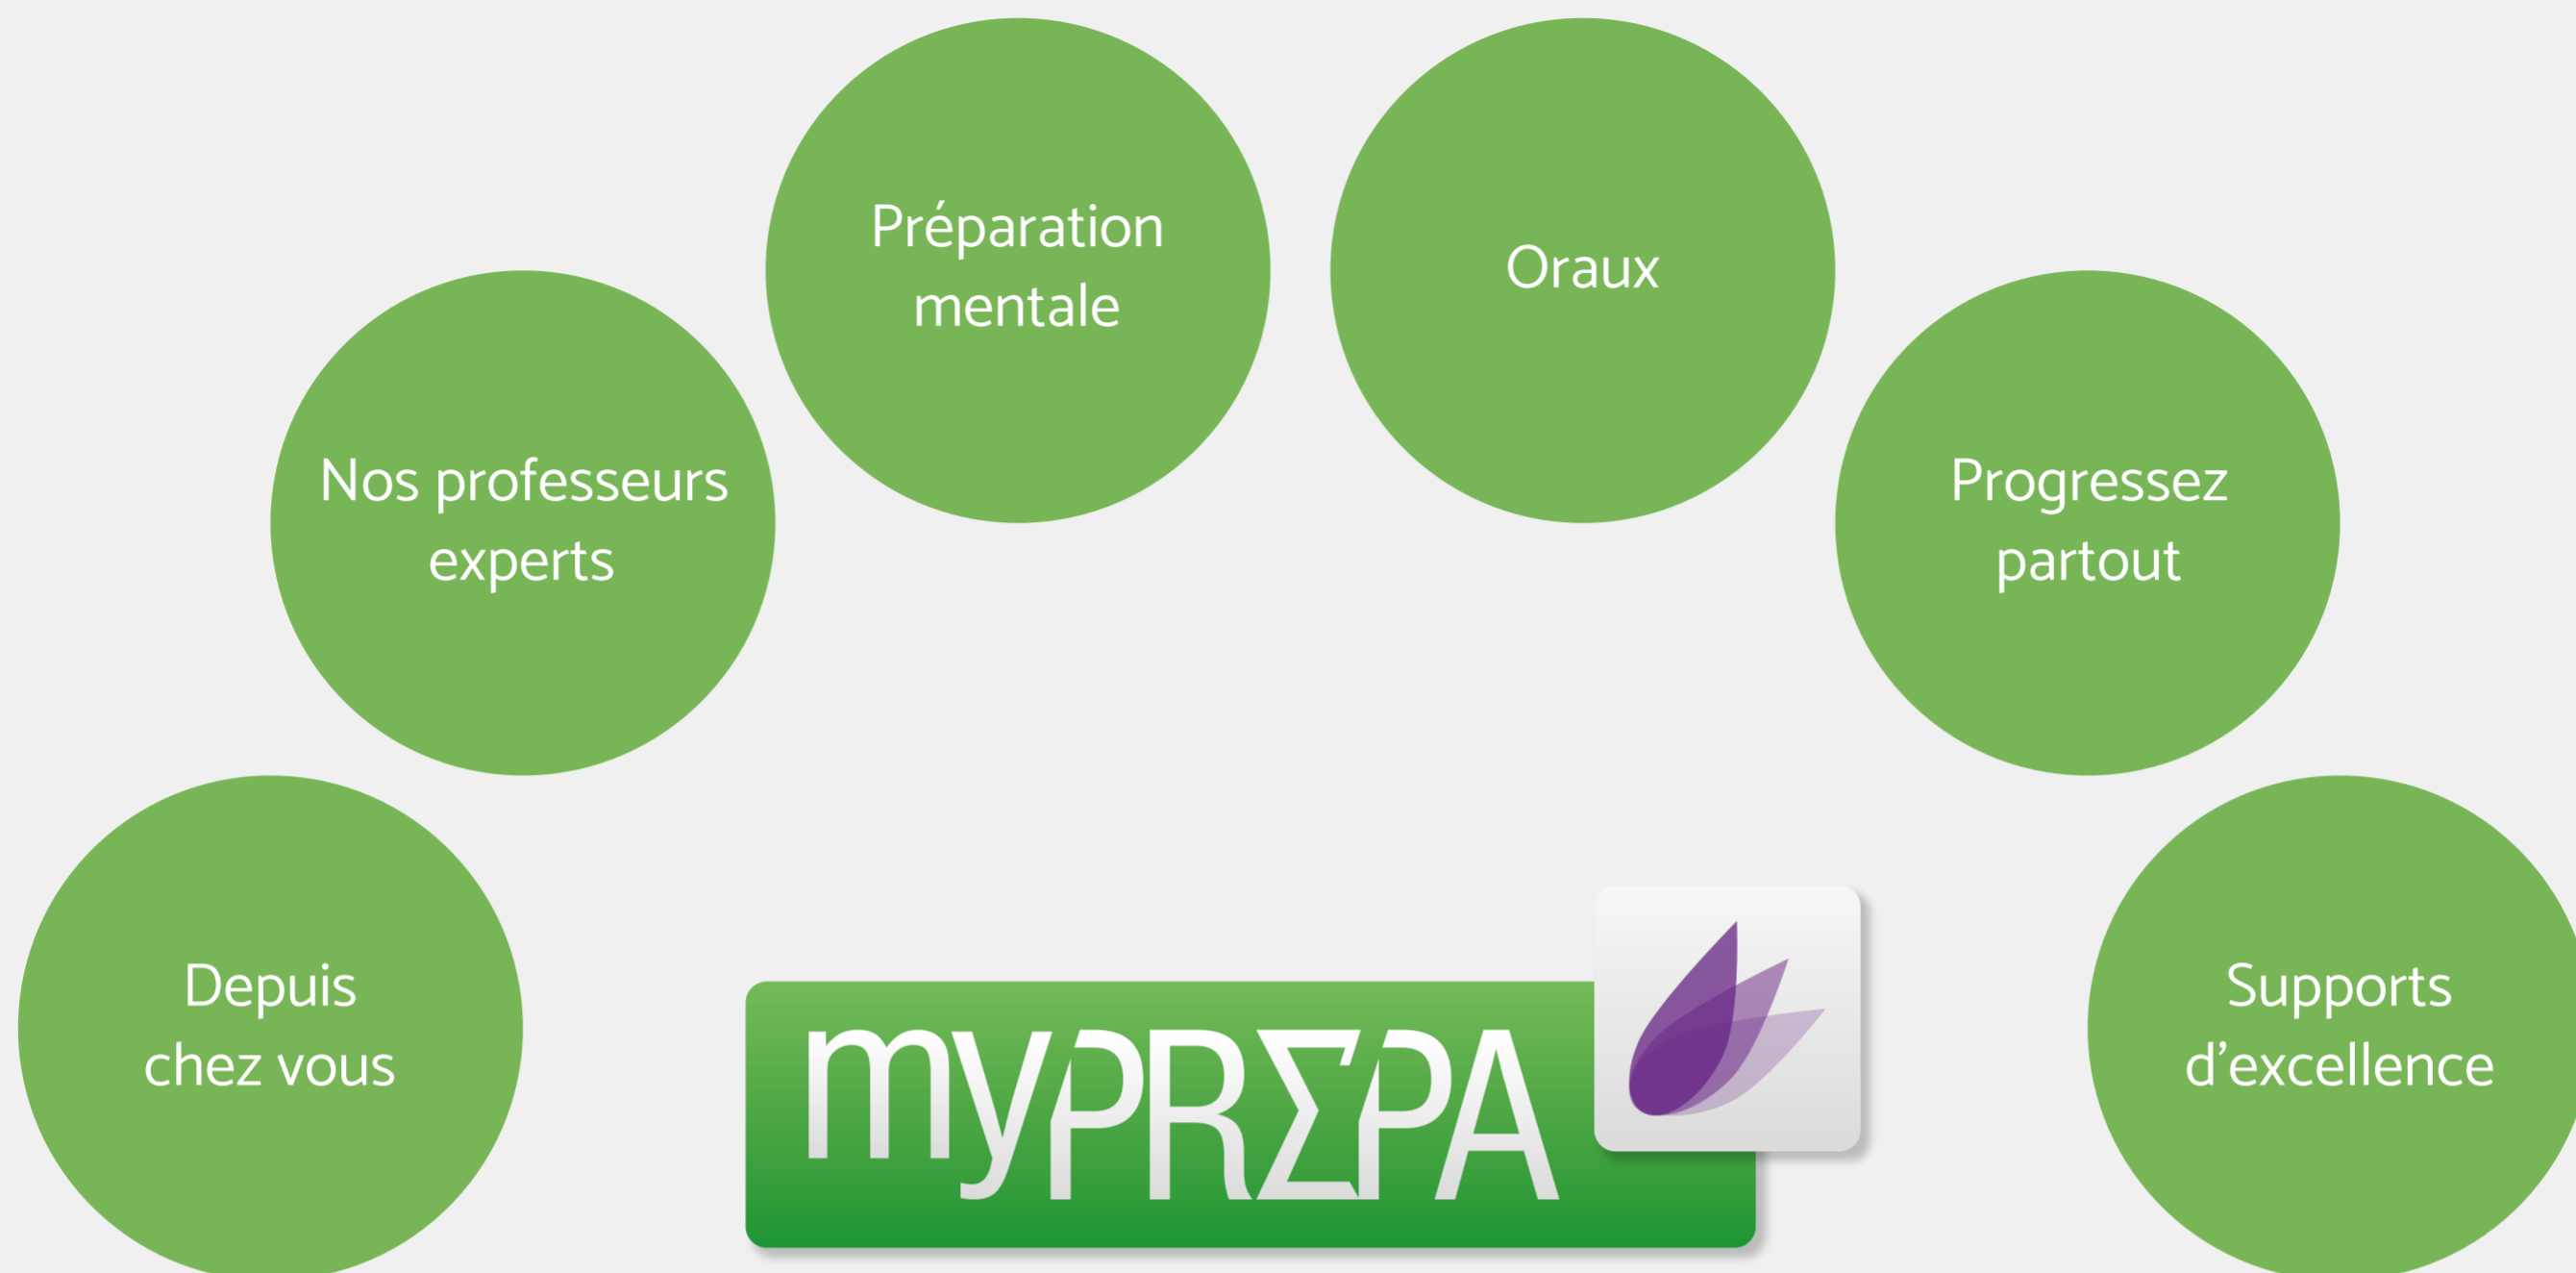 Préparation
mentale
Oraux
Nos professeurs
experts
Progressez
partout
Depuis
chez vous
Supports
d’excellence
myPRΣPA